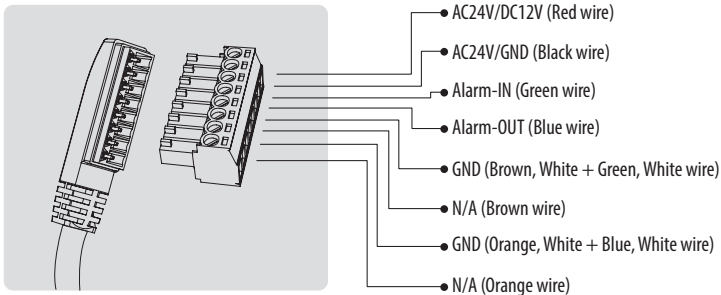 AC24V/DC12V (Red wire)
AC24V/GND (Black wire)
Alarm-IN (Green wire)
Alarm-OUT (Blue wire)
GND (Brown, White + Green, White wire)
N/A (Brown wire)
GND (Orange, White + Blue, White wire)
N/A (Orange wire)